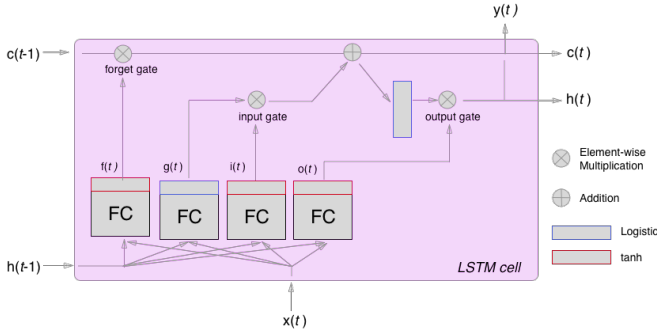 y(t)
c(t-1)
c(t)
forget gate
h(t)
input gate
output gate
f(t)
g(t)
i(t)
o(t)
Element-wise
Multiplication
Addition
FC
FC
FC
FC
Logistic
tanh
h(t-1)
LSTM cell
x(t)